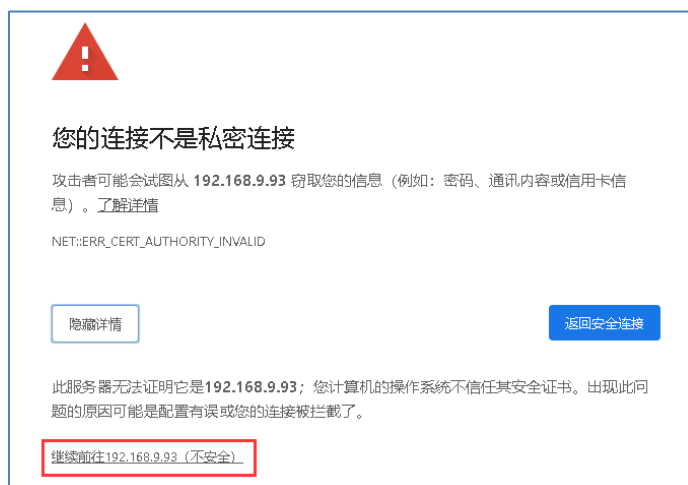 您的连接不是私密连接
攻击者可能会试图从 192.168.9.93 窃取您的信息（例如：密码、通讯内容或信用卡信
息）。了解详情
NET::ERR_CERT_AUTHORITY_INVALID
隐藏详情
返回安全连接
此服务器无法证明它是192.168.9.93；您计算机的操作系统不信任其安全证书。出现此问
题的原因可能是配置有误或您的连接被拦截了。
继续前往192.168.9.93（不安全）